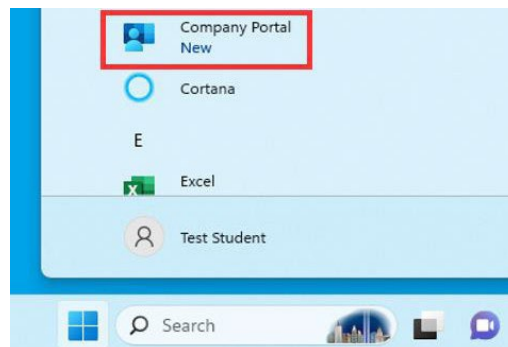 Company Portal
New
Cortana
E
Excel
Test Student
Search